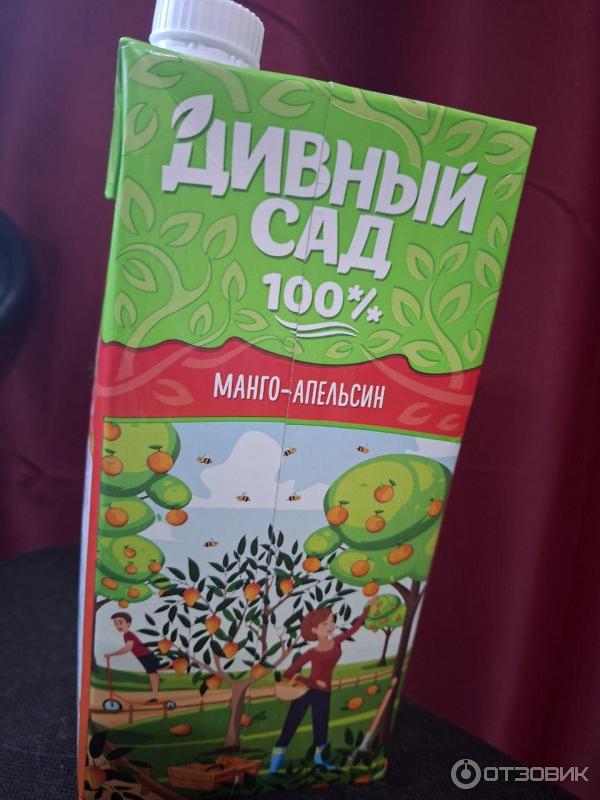 ДИВНЫЙ
САД
100%
МАНГО-АПЕЛЬСИН
ОТЗОВИК